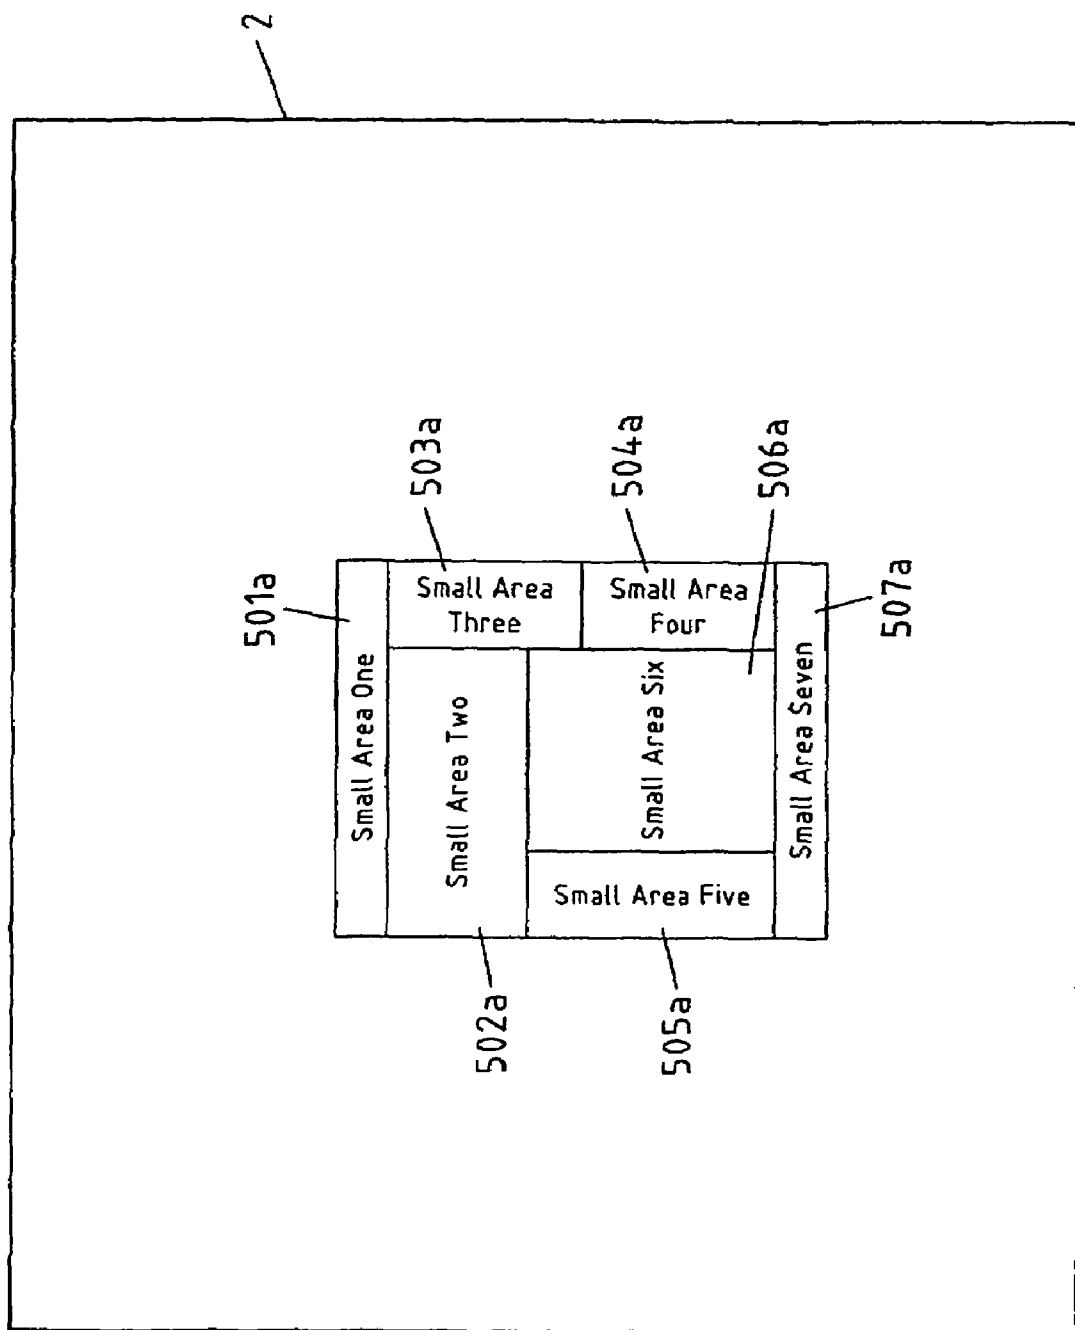 2
501a
Small Area One
503a
Small Area
Three
Small Area Two
502a
504a
Small Area
Four
506a
Small Area Six
Small Area Five
505a
Small Area Seven
507a